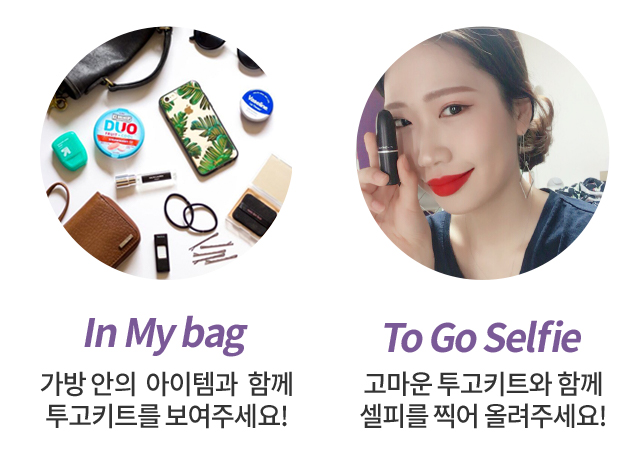 DUO
Vaseline
In My bag
가방 안의 아이템과 함께
투고키트를 보여주세요!
To Go Selfie
고마운 투고키트와 함께
셀피를 찍어 올려주세요!